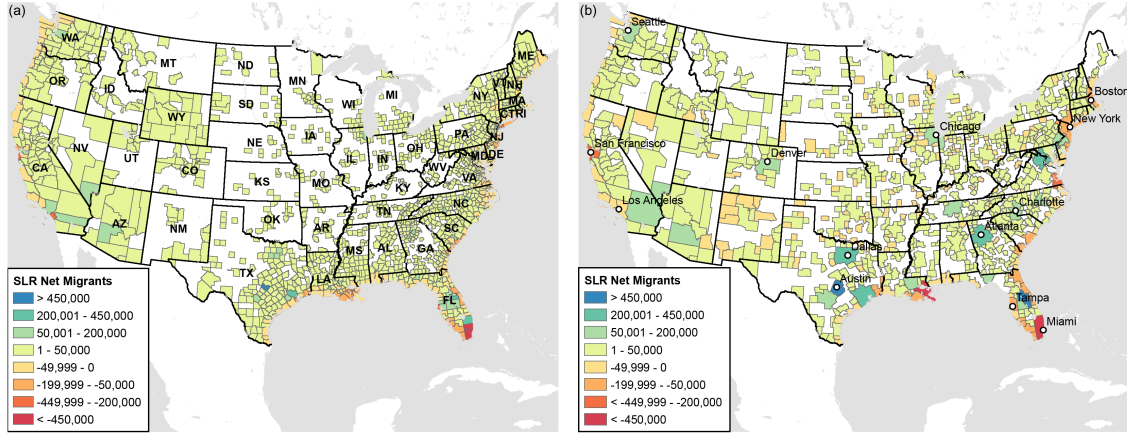 (a)
WA
MT
ND
MN
ME
OR
ID
SD
WI
MI
VT
NH
NY
MA
CT
RI
WY
IA
PA
NJ
NE
NV
UT
IL
IN
OH
MD
DE
CA
CO
WV
VA
KS
MO
KY
AZ
NM
OK
TN
NC
AR
SC
MS
AL
GA
TX
LA
FL
SLR Net Migrants
> 450,000
200,001 - 450,000
50,001 - 200,000
1 - 50,000
-49,999 - 0
-199,999 - -50,000
-449,999 - -200,000
< -450,000
(b)
Seattle
Boston
New York
Chicago
San Francisco
Denver
Los Angeles
Charlotte
Atlanta
Dallas
Austin
Tampa
Miami
SLR Net Migrants
> 450,000
200,001 - 450,000
50,001 - 200,000
1 - 50,000
-49,999 - 0
-199,999 - -50,000
< -449,999 - -200,000
< -450,000